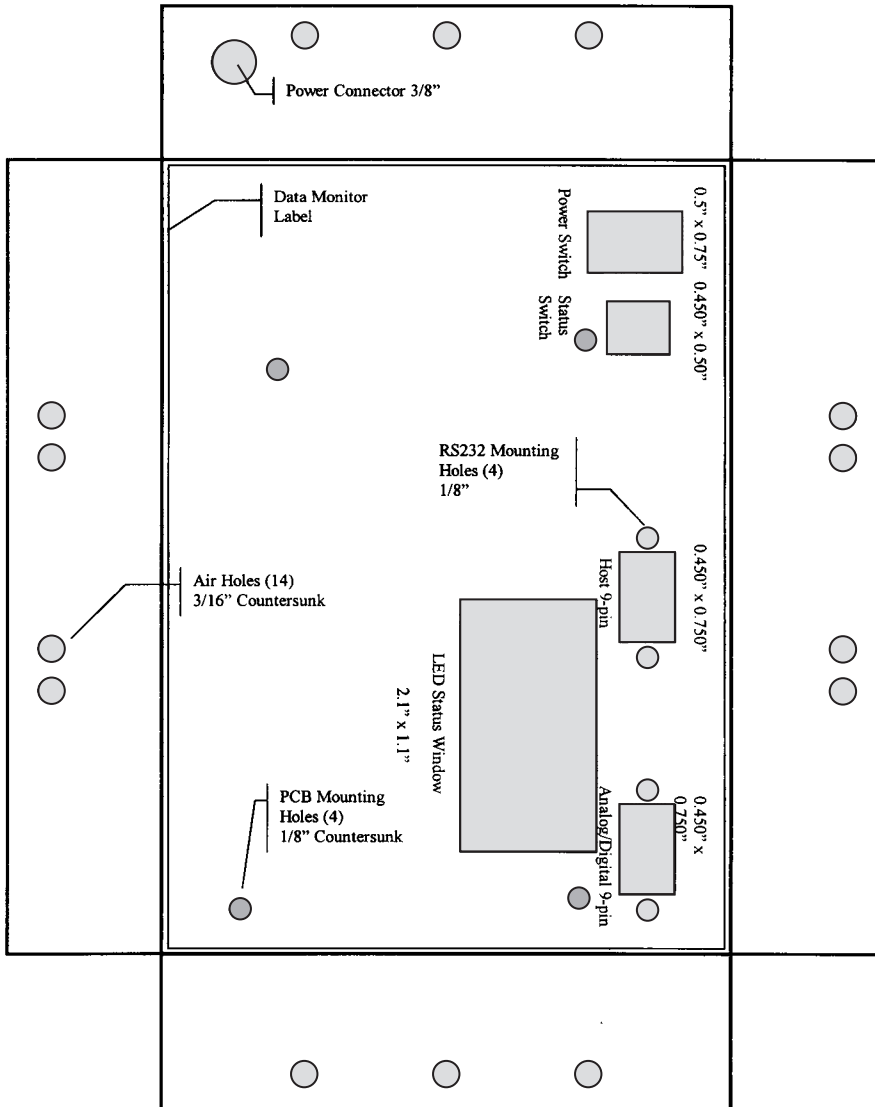 Power Connector 3/8”
Data Monitor
Label
Power Switch
0.5” x 0.75”
Status
Switch
0.450” x 0.50”
RS232 Mounting
Holes (4)
1/8”
Host 9-pin
0.450” x 0.750”
Air Holes (14)
3/16” Countersunk
LED Status Window
2.1” x 1.1”
PCB Mounting
Holes (4)
1/8” Countersunk
Analog/Digital 9-pin
0.450” x
0.750”